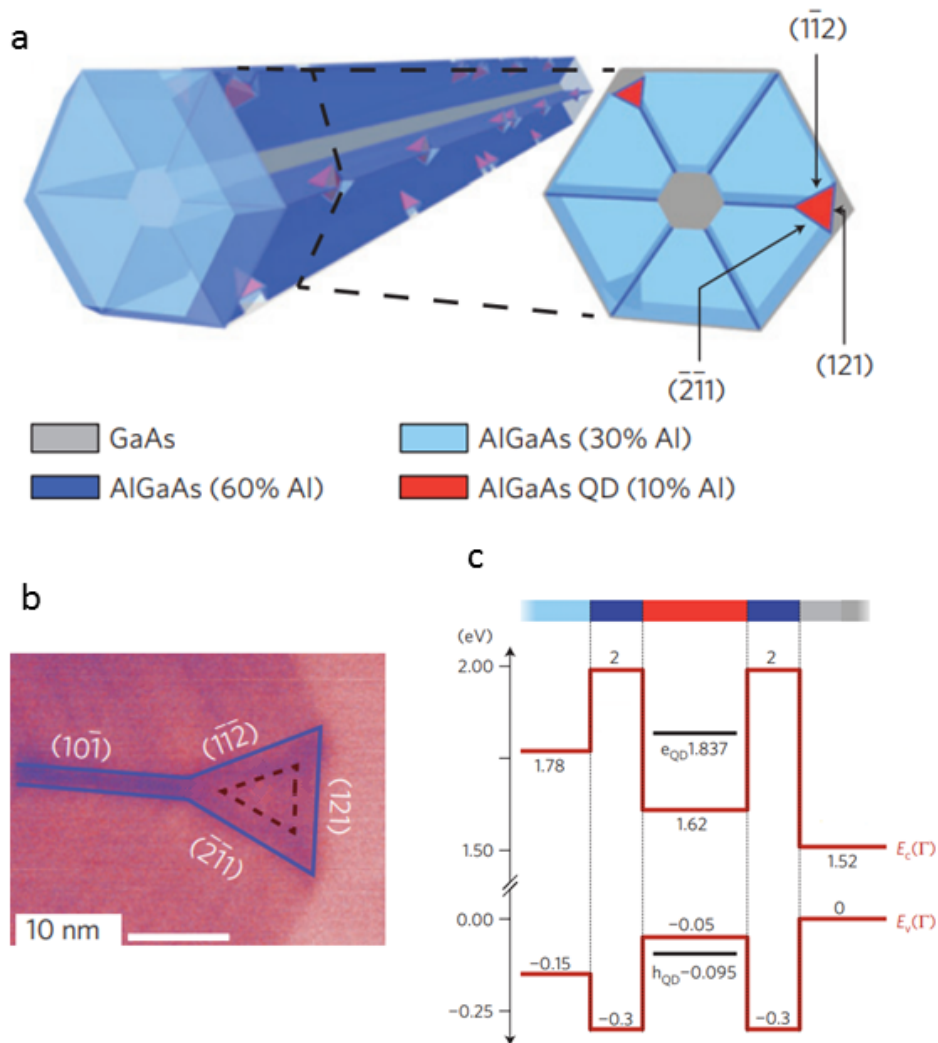 a
(11̅2)
(2̅1̅1)
(121)
GaAs
AlGaAs (30% Al)
AlGaAs (60% Al)
AlGaAs QD (10% Al)
b
(101̅)
(1̅1̅2)
(2̅1̅1)
(121)
10 nm
c
(eV)
2.00
2
2
1.78
e_QD 1.837
1.62
1.50
1.52
E_c(Γ)
0.00
0
E_v(Γ)
−0.05
−0.15
h_QD −0.095
−0.25
−0.3
−0.3